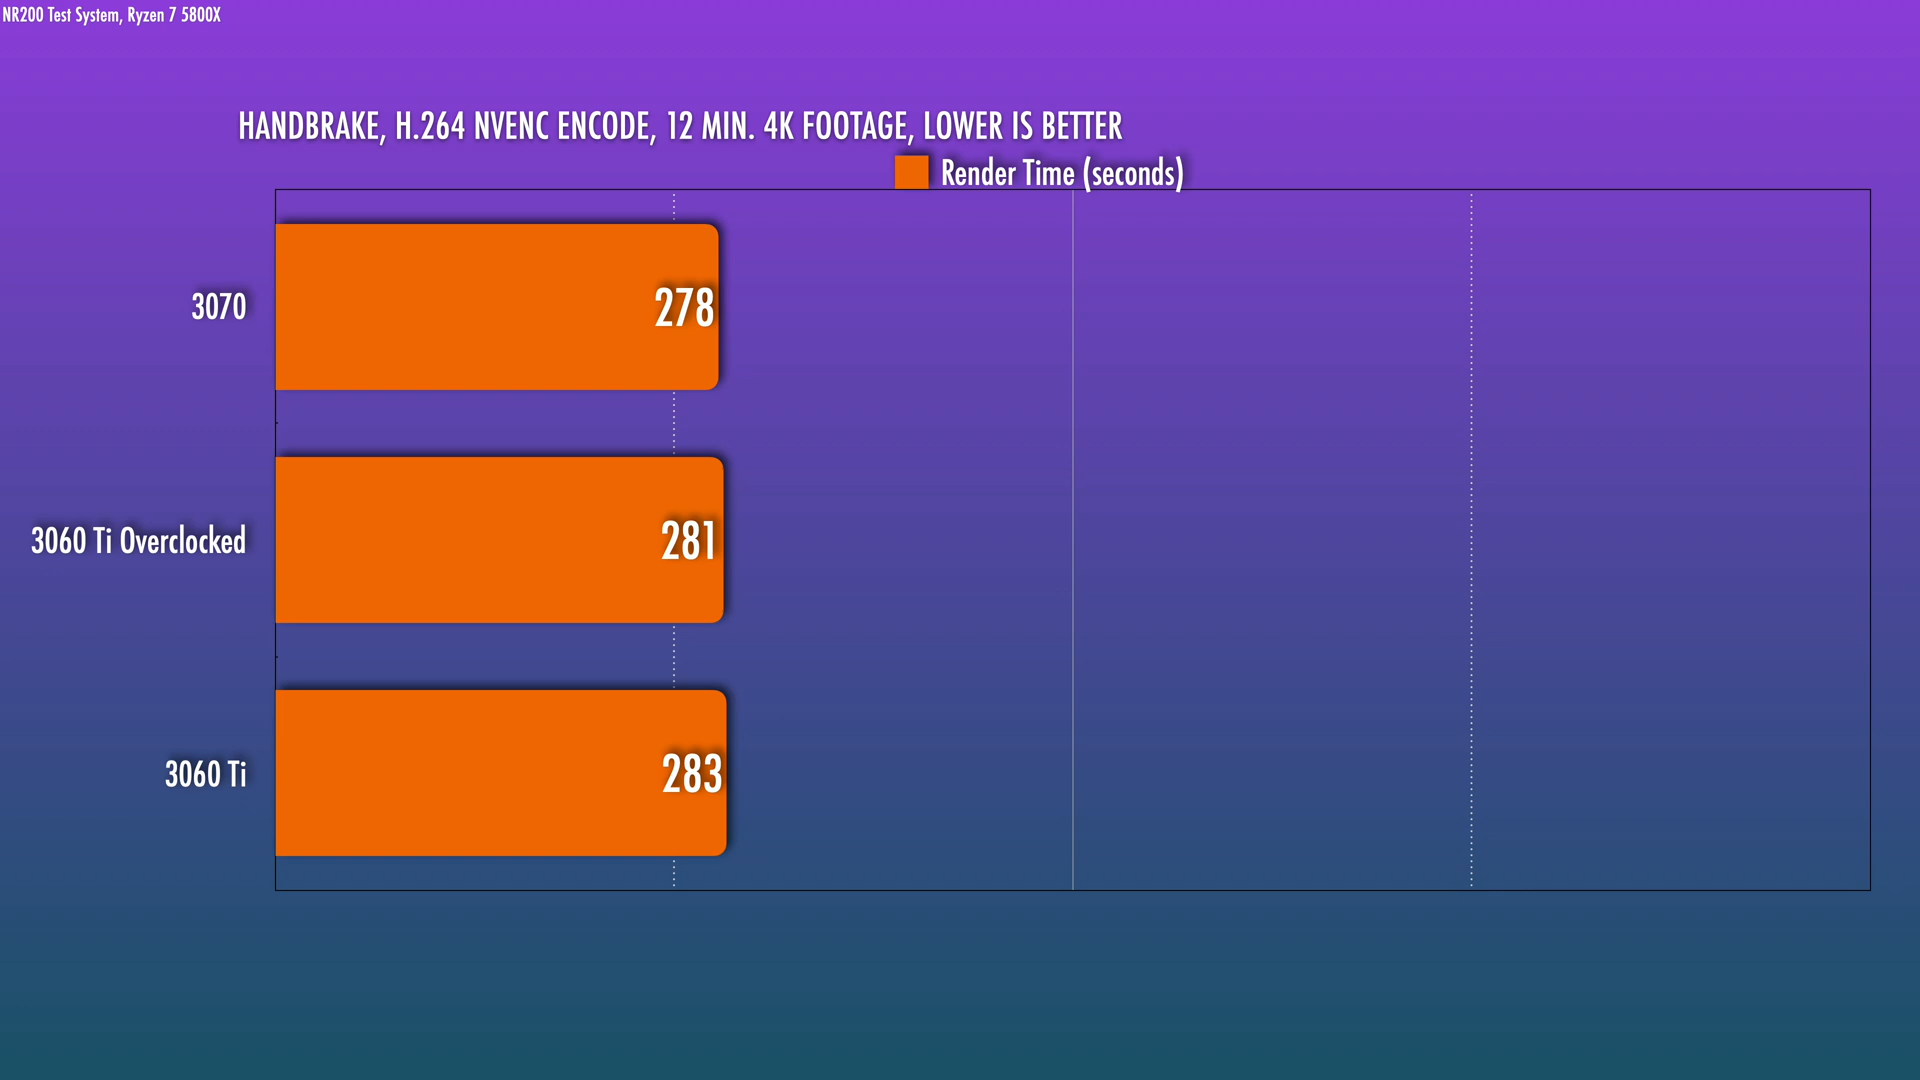 NR200 Test System, Ryzen 7 5800X
HANDBRAKE, H.264 NVENC ENCODE, 12 MIN. 4K FOOTAGE, LOWER IS BETTER
Render Time (seconds)
3070
278
3060 Ti Overclocked
281
3060 Ti
283